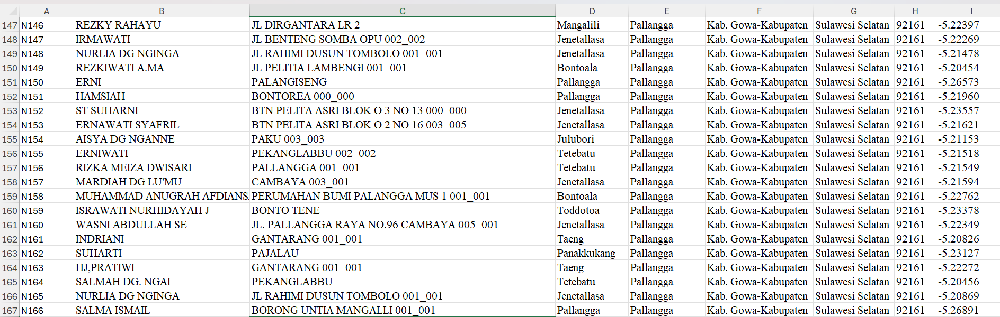 A B C D E F G H I
147 N146 REZKY RAHAYU JL DIRGANTARA LR 2 Mangalili Pallangga Kab. Gowa-Kabupaten Sulawesi Selatan 92161 -5.22397
148 N147 IRMAWATI JL BENTENG SOMBA OPU 002_002 Jenetallasa Pallangga Kab. Gowa-Kabupaten Sulawesi Selatan 92161 -5.22269
149 N148 NURLIA DG NGINGA JL RAHIMI DUSUN TOMBOLO 001_001 Jenetallasa Pallangga Kab. Gowa-Kabupaten Sulawesi Selatan 92161 -5.21478
150 N149 REZKIWATI A.MA JL PELITIA LAMBENGI 001_001 Bontoala Pallangga Kab. Gowa-Kabupaten Sulawesi Selatan 92161 -5.20454
151 N150 ERNI PALANGISENG Pallangga Pallangga Kab. Gowa-Kabupaten Sulawesi Selatan 92161 -5.26573
152 N151 HAMSIAH BONTOREA 000_000 Pallangga Pallangga Kab. Gowa-Kabupaten Sulawesi Selatan 92161 -5.21960
153 N152 ST SUHARNI BTN PELITA ASRI BLOK O 3 NO 13 000_000 Jenetallasa Pallangga Kab. Gowa-Kabupaten Sulawesi Selatan 92161 -5.23557
154 N153 ERNAWATI SYAFRIL BTN PELITA ASRI BLOK O 2 NO 16 003_005 Jenetallasa Pallangga Kab. Gowa-Kabupaten Sulawesi Selatan 92161 -5.21621
155 N154 AISYA DG NGANNE PAKU 003_003 Julubori Pallangga Kab. Gowa-Kabupaten Sulawesi Selatan 92161 -5.21153
156 N155 ERNIWATI PEKANGLABBU 002_002 Tetebatu Pallangga Kab. Gowa-Kabupaten Sulawesi Selatan 92161 -5.21518
157 N156 RIZKA MEIZA DWISARI PALLANGGA 001_001 Tetebatu Pallangga Kab. Gowa-Kabupaten Sulawesi Selatan 92161 -5.21549
158 N157 MARDIAH DG LU'MU CAMBAYA 003_001 Jenetallasa Pallangga Kab. Gowa-Kabupaten Sulawesi Selatan 92161 -5.21594
159 N158 MUHAMMAD ANUGRAH AFDIANS PERUMAHAN BUMI PALANGGA MUS 1 001_001 Bontoala Pallangga Kab. Gowa-Kabupaten Sulawesi Selatan 92161 -5.22762
160 N159 ISRAWATI NURHIDAYAH J BONTO TENE Toddotoa Pallangga Kab. Gowa-Kabupaten Sulawesi Selatan 92161 -5.23378
161 N160 WASNI ABDULLAH SE JL. PALLANGGA RAYA NO.96 CAMBAYA 005_001 Jenetallasa Pallangga Kab. Gowa-Kabupaten Sulawesi Selatan 92161 -5.22349
162 N161 INDRIANI GANTARANG 001_001 Taeng Pallangga Kab. Gowa-Kabupaten Sulawesi Selatan 92161 -5.20826
163 N162 SUHARTI PAJALAU Panakkukang Pallangga Kab. Gowa-Kabupaten Sulawesi Selatan 92161 -5.23127
164 N163 HJ,PRATIWI GANTARANG 001_001 Taeng Pallangga Kab. Gowa-Kabupaten Sulawesi Selatan 92161 -5.22272
165 N164 SALMAH DG. NGAI PEKANGLABBU Tetebatu Pallangga Kab. Gowa-Kabupaten Sulawesi Selatan 92161 -5.20456
166 N165 NURLIA DG NGINGA JL RAHIMI DUSUN TOMBOLO 001_001 Jenetallasa Pallangga Kab. Gowa-Kabupaten Sulawesi Selatan 92161 -5.20869
167 N166 SALMA ISMAIL BORONG UNTIA MANGALLI 001_001 Pallangga Pallangga Kab. Gowa-Kabupaten Sulawesi Selatan 92161 -5.26891